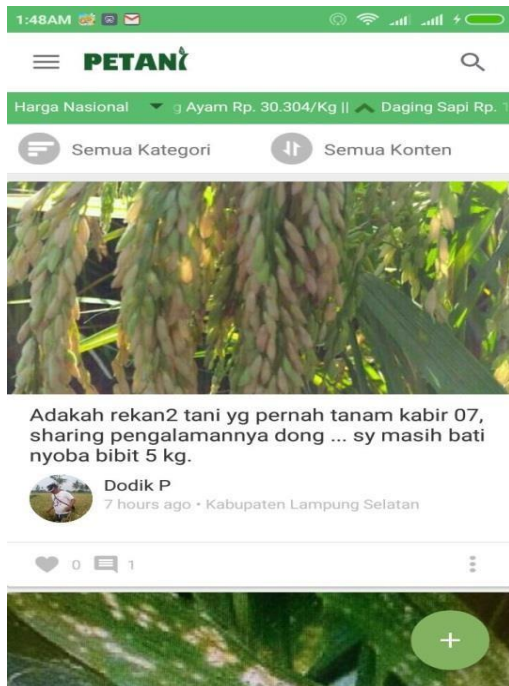 1:48AM
PETANI
Harga Nasional g Ayam Rp. 30.304/Kg || Daging Sapi Rp. 1
Semua Kategori Semua Konten
Adakah rekan2 tani yg pernah tanam kabir 07,
sharing pengalamannya dong ... sy masih bati
nyoba bibit 5 kg.
Dodik P
7 hours ago • Kabupaten Lampung Selatan
0 1